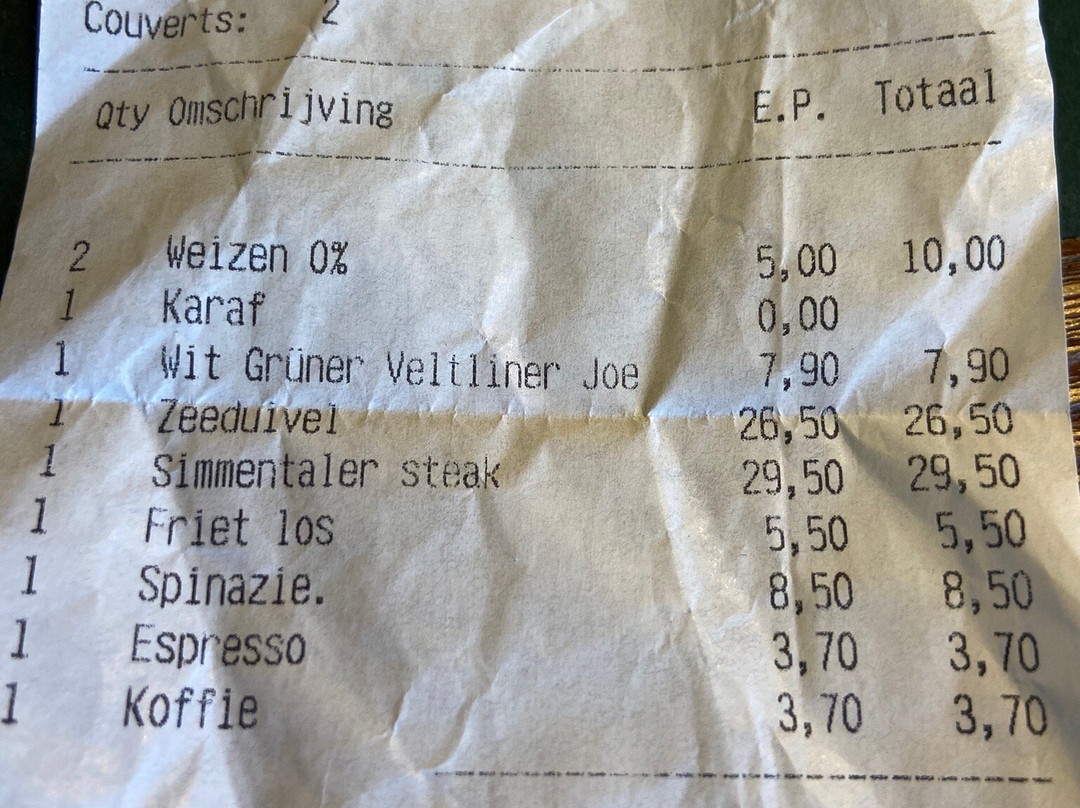 Couverts: 2
Qty Omschrijving E.P. Totaal
2 Weizen 0% 5,00 10,00
1 Karaf 0,00
1 Wit Grüner Veltliner Joe 7,90 7,90
1 Zeeduivel 26,50 26,50
1 Simmentaler steak 29,50 29,50
1 Friet los 5,50 5,50
1 Spinazie. 8,50 8,50
1 Espresso 3,70 3,70
1 Koffie 3,70 3,70